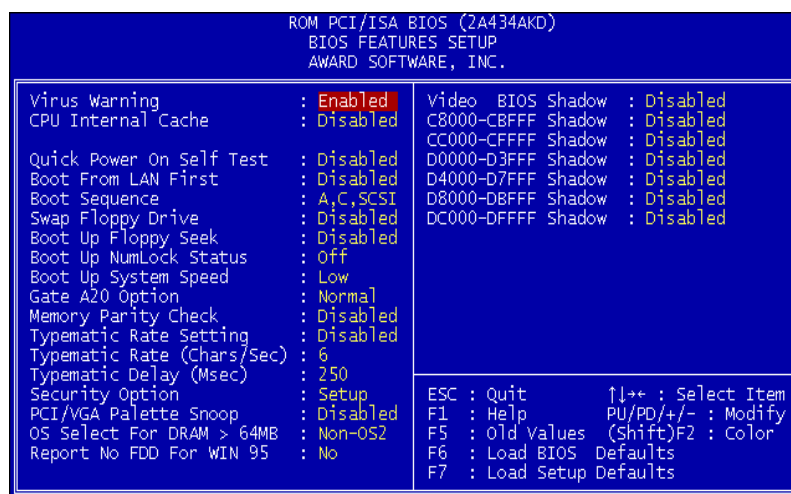 ROM PCI/ISA BIOS (2A434AKD)
BIOS FEATURES SETUP
AWARD SOFTWARE, INC.
Virus Warning : Enabled
CPU Internal Cache : Disabled
Quick Power On Self Test : Disabled
Boot From LAN First : Disabled
Boot Sequence : A,C,SCSI
Swap Floppy Drive : Disabled
Boot Up Floppy Seek : Disabled
Boot Up NumLock Status : Off
Boot Up System Speed : Low
Gate A20 Option : Normal
Memory Parity Check : Disabled
Typematic Rate Setting : Disabled
Typematic Rate (Chars/Sec) : 6
Typematic Delay (Msec) : 250
Security Option : Setup
PCI/VGA Palette Snoop : Disabled
OS Select For DRAM > 64MB : Non-OS2
Report No FDD For WIN 95 : No
Video BIOS Shadow : Disabled
C8000-CBFFF Shadow : Disabled
CC000-CFFFF Shadow : Disabled
D0000-D3FFF Shadow : Disabled
D4000-D7FFF Shadow : Disabled
D8000-DBFFF Shadow : Disabled
DC000-DFFFF Shadow : Disabled
ESC : Quit ↑↓→← : Select Item
F1 : Help PU/PD/+/- : Modify
F5 : Old Values (Shift)F2 : Color
F6 : Load BIOS Defaults
F7 : Load Setup Defaults